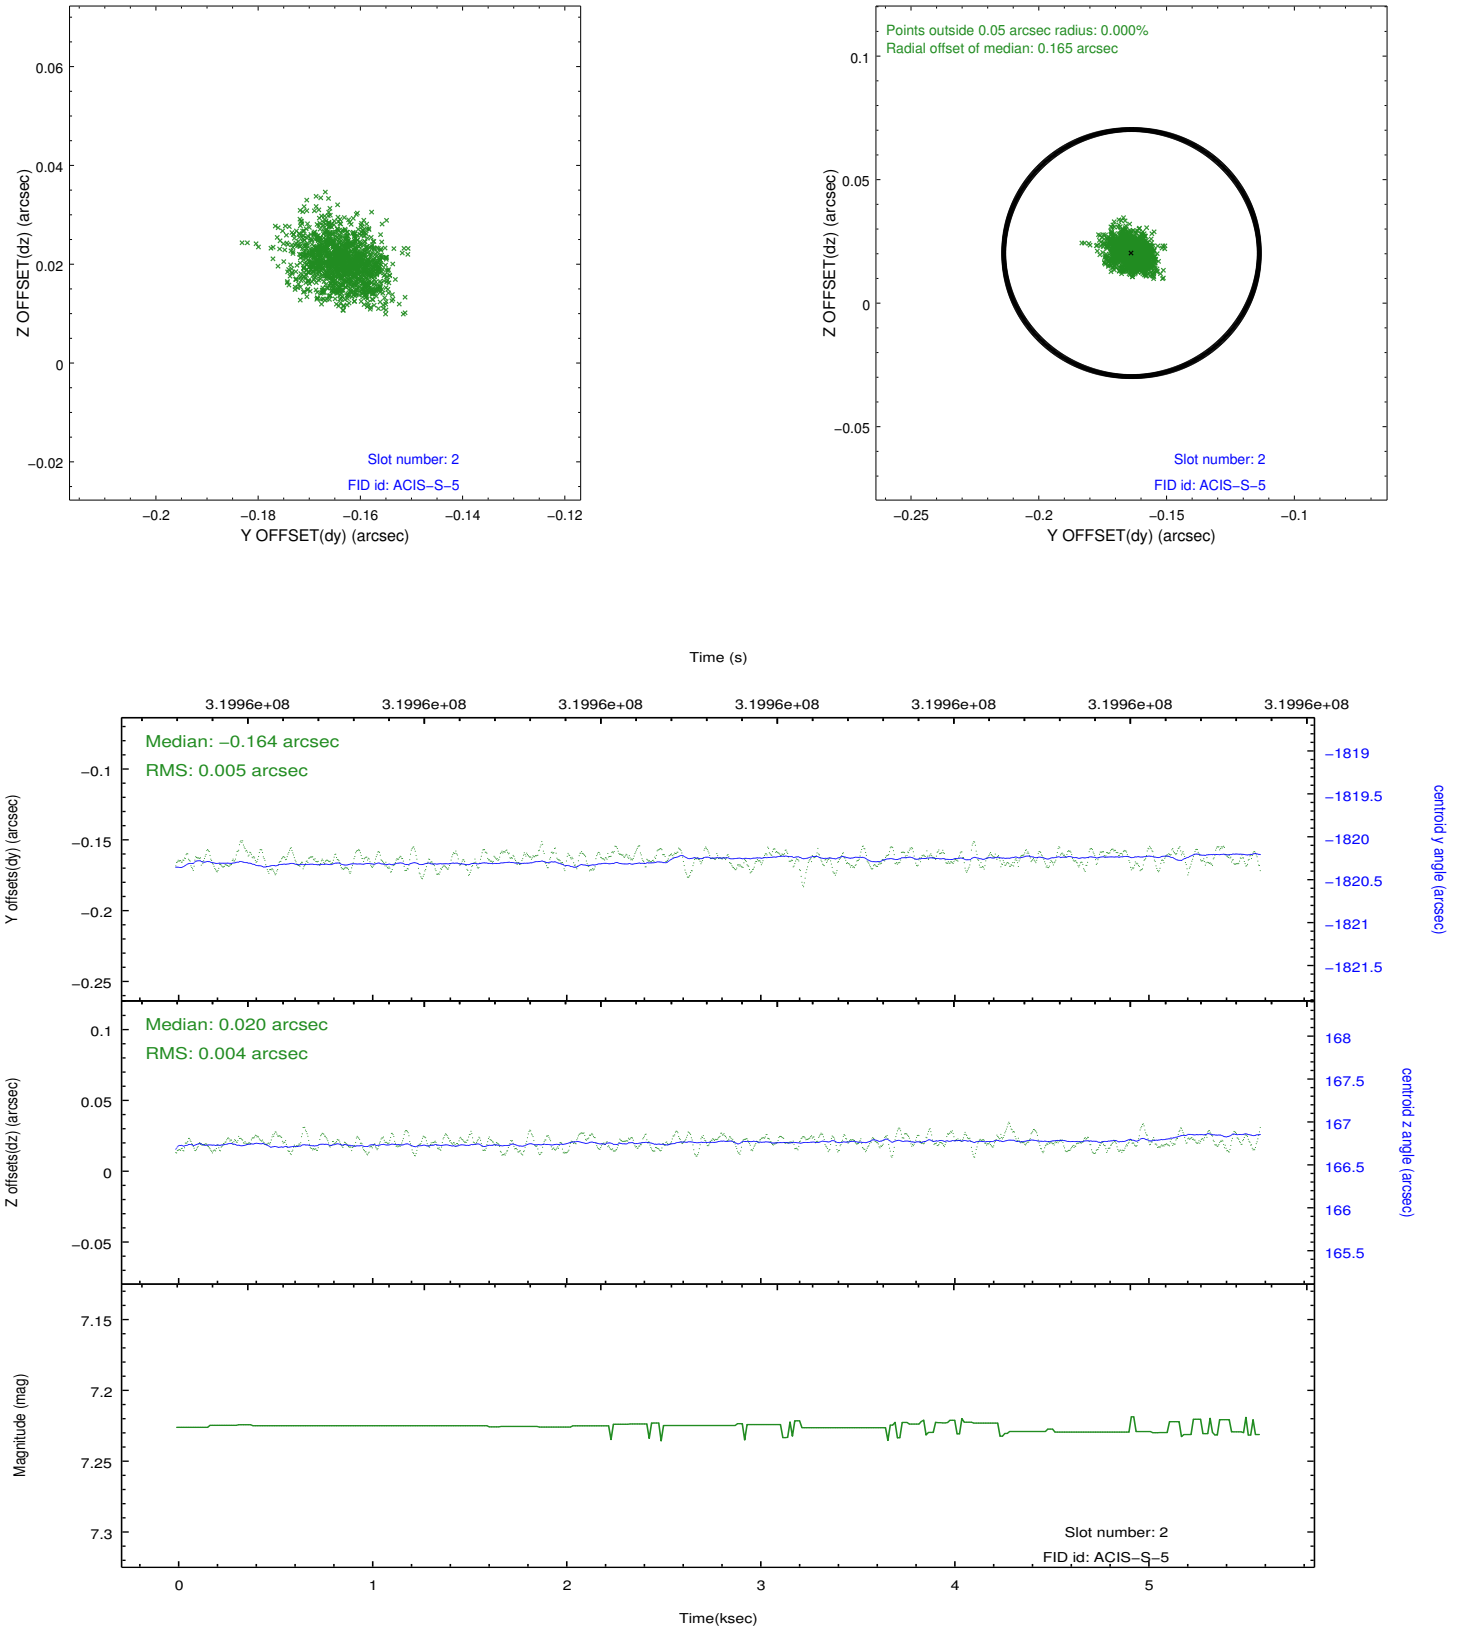 0.06
0.04
0.02
0
−0.02
Z OFFSET(dz) (arcsec)
Slot number: 2
FID id: ACIS−S−5
−0.2
−0.18
−0.16
−0.14
−0.12
Y OFFSET(dy) (arcsec)
Points outside 0.05 arcsec radius: 0.000%
Radial offset of median: 0.165 arcsec
0.1
0.05
0
−0.05
Z OFFSET(dz) (arcsec)
Slot number: 2
FID id: ACIS−S−5
−0.25
−0.2
−0.15
−0.1
Y OFFSET(dy) (arcsec)
Time (s)
3.1996e+08
3.1996e+08
3.1996e+08
3.1996e+08
3.1996e+08
3.1996e+08
3.1996e+08
Median: −0.164 arcsec
RMS: 0.005 arcsec
−0.1
−0.15
−0.2
−0.25
Y offsets(dy) (arcsec)
−1819
−1819.5
−1820
−1820.5
−1821
−1821.5
centroid y angle (arcsec)
Median: 0.020 arcsec
RMS: 0.004 arcsec
0.1
0.05
0
−0.05
Z offsets(dz) (arcsec)
168
167.5
167
166.5
166
165.5
centroid z angle (arcsec)
7.15
7.2
7.25
7.3
Magnitude (mag)
Slot number: 2
FID id: ACIS−S−5
0
1
2
3
4
5
Time(ksec)